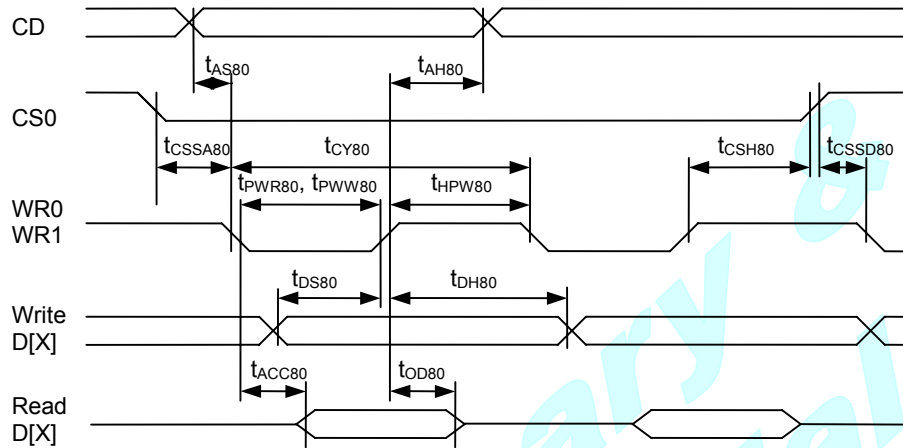 CD
tAS80 tAH80
CS0
tCSSA80 tCY80 tCSH80 tCSSD80
tPWR80, tPWW80 tHPW80
WR0
WR1
tDS80 tDH80
Write
D[X]
tACC80 tOD80
Read
D[X]